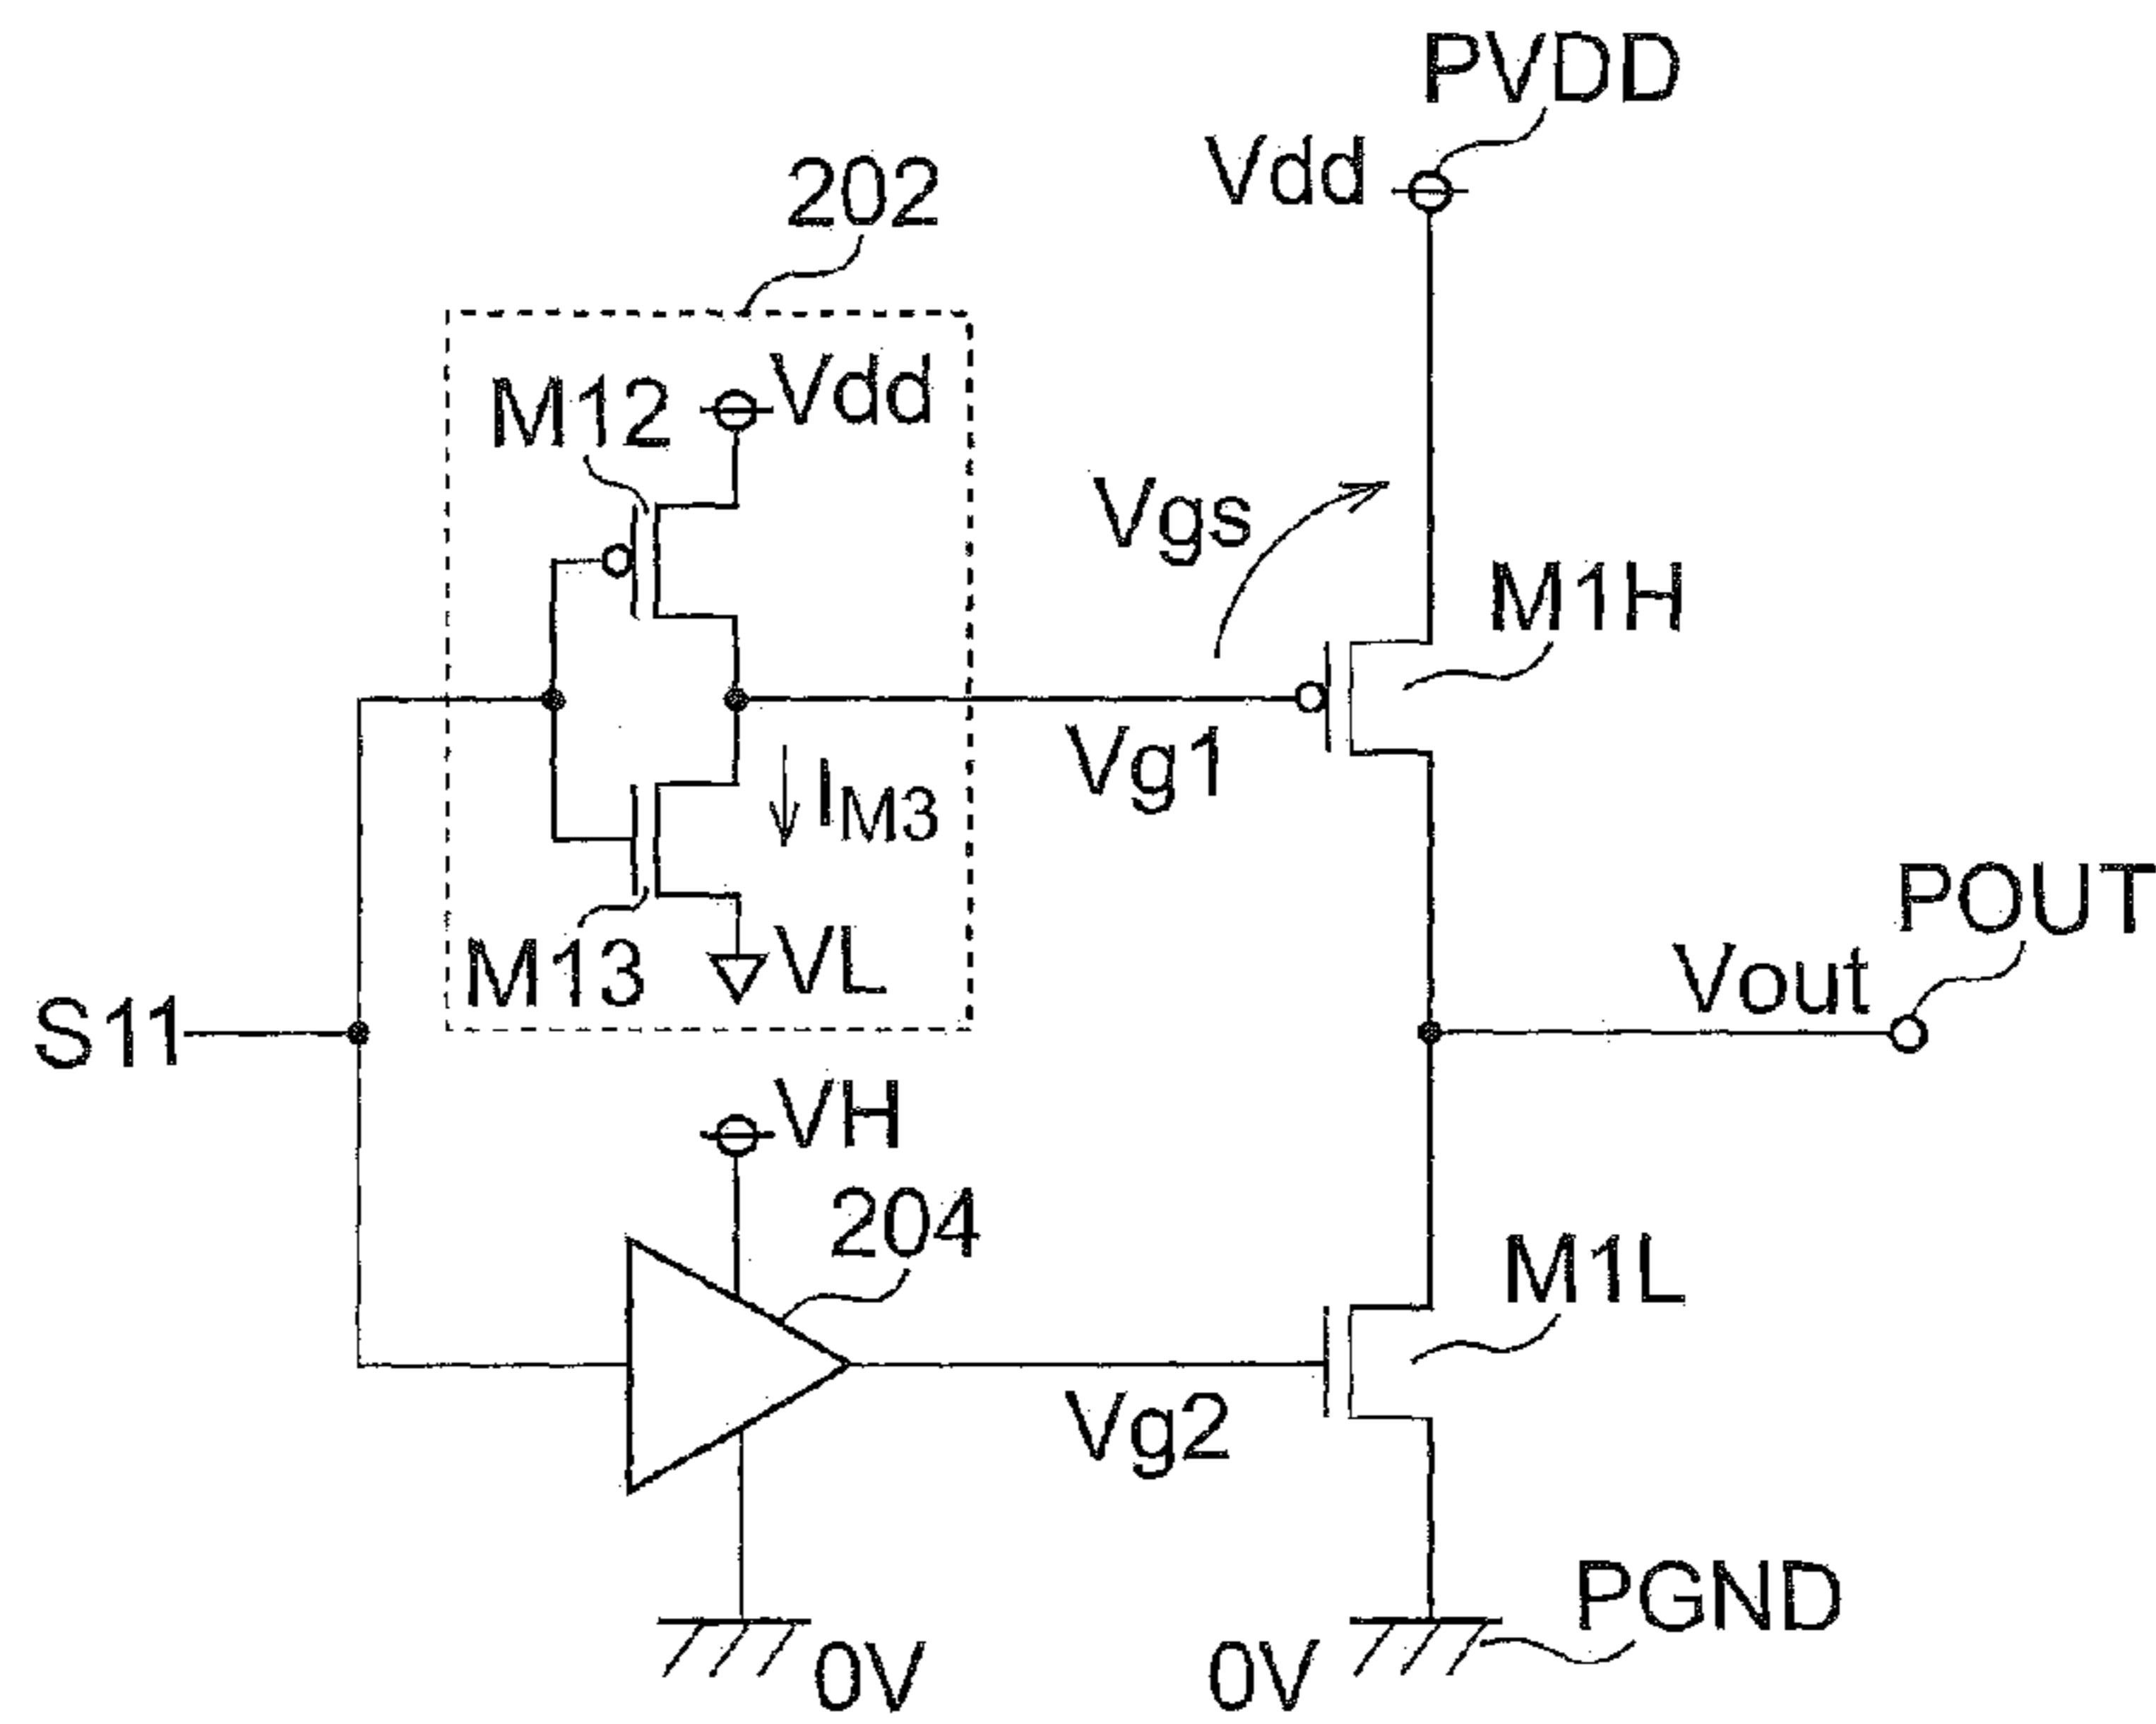 PVDD
Vdd
202
M12
Vdd
Vgs
M1H
Vg1
IM3
M13
VL
S11
Vout
POUT
VH
204
Vg2
M1L
0V
0V
PGND